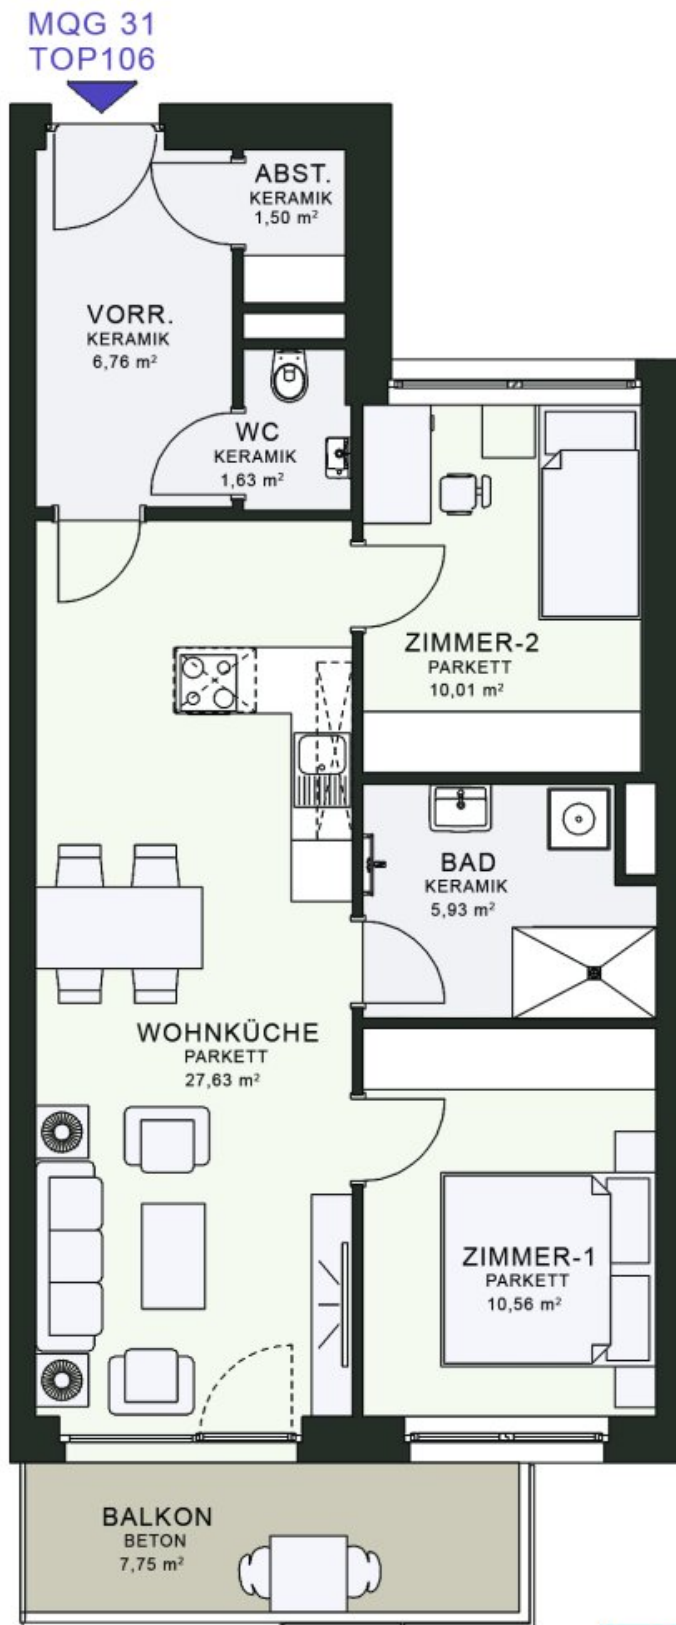 MQG 31
TOP106
ABST.
KERAMIK
1,50 m²
VORR.
KERAMIK
6,76 m²
WC
KERAMIK
1,63 m²
ZIMMER-2
PARKETT
10,01 m²
BAD
KERAMIK
5,93 m²
WOHNKÜCHE
PARKETT
27,63 m²
ZIMMER-1
PARKETT
10,56 m²
BALKON
BETON
7,75 m²